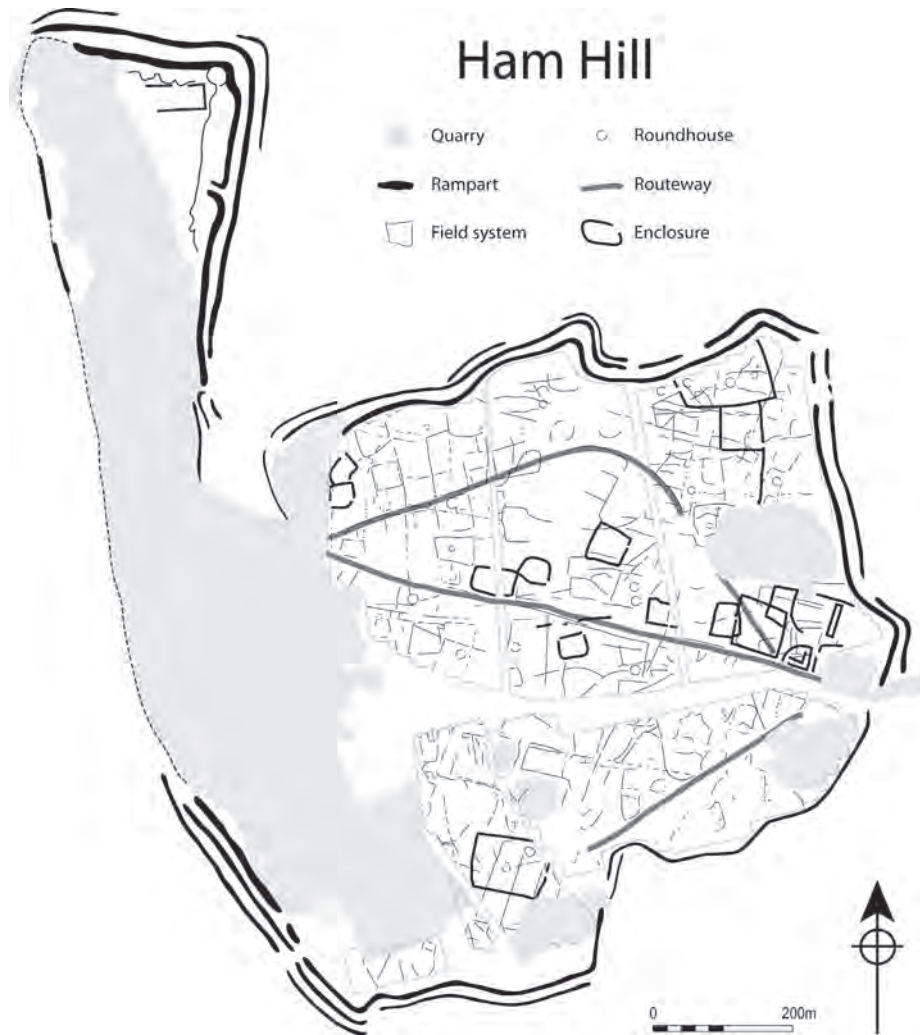 Ham Hill
Quarry
Roundhouse
Rampart
Routeway
Field system
Enclosure
0 200m